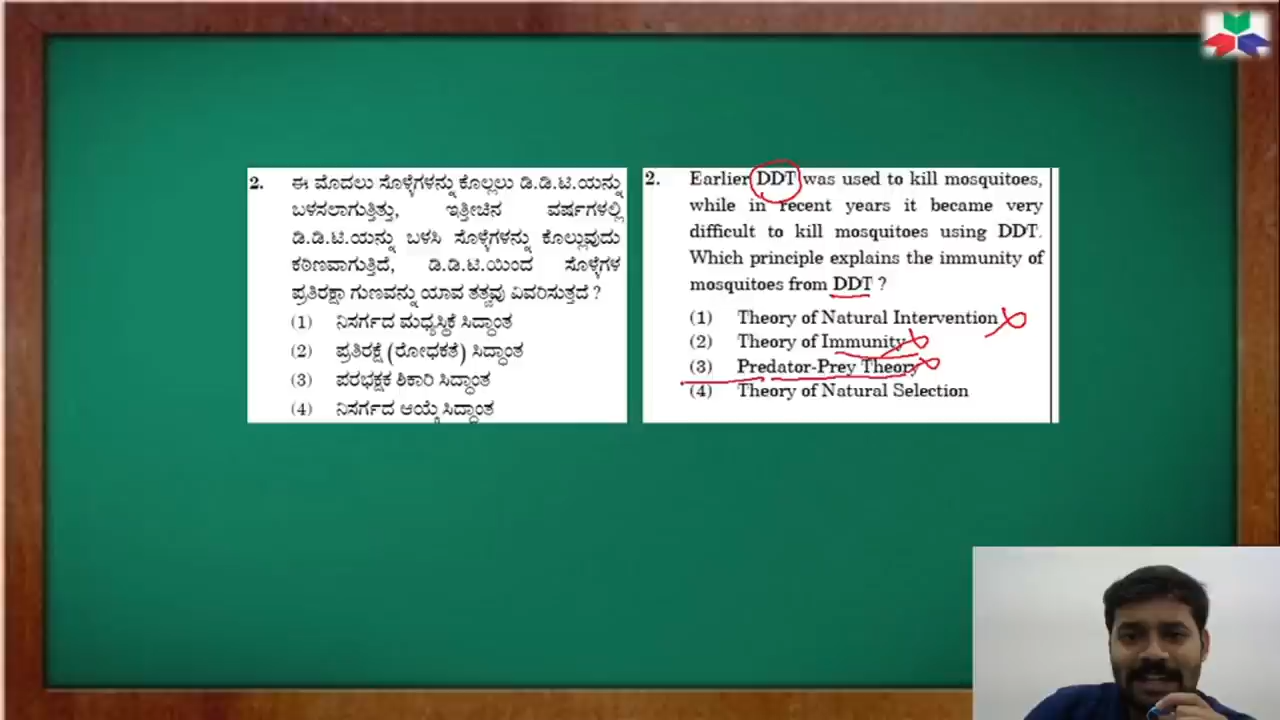 2. ಈ ಮೊದಲು ಸೊಳ್ಳೆಗಳನ್ನು ಕೊಲ್ಲಲು ಡಿ.ಡಿ.ಟಿ.ಯನ್ನು
ಬಳಸಲಾಗುತ್ತಿತ್ತು, ಇತ್ತೀಚಿನ ವರ್ಷಗಳಲ್ಲಿ
ಡಿ.ಡಿ.ಟಿ.ಯನ್ನು ಬಳಸಿ ಸೊಳ್ಳೆಗಳನ್ನು ಕೊಲ್ಲುವುದು
ಕಠಿಣವಾಗುತ್ತಿದೆ, ಡಿ.ಡಿ.ಟಿ.ಯಿಂದ ಸೊಳ್ಳೆಗಳ
ಪ್ರತಿರಕ್ಷಾ ಗುಣವನ್ನು ಯಾವ ತತ್ವವು ವಿವರಿಸುತ್ತದೆ ?
(1) ನಿಸರ್ಗದ ಮಧ್ಯಸ್ಥಿಕೆ ಸಿದ್ಧಾಂತ
(2) ಪ್ರತಿರಕ್ಷೆ (ರೋಧಕತೆ) ಸಿದ್ಧಾಂತ
(3) ಪರಭಕ್ಷಕ ಶಿಕಾರಿ ಸಿದ್ಧಾಂತ
(4) ನಿಸರ್ಗದ ಆಯ್ಕೆ ಸಿದ್ಧಾಂತ
2. Earlier DDT was used to kill mosquitoes,
while in recent years it became very
difficult to kill mosquitoes using DDT.
Which principle explains the immunity of
mosquitoes from DDT ?
(1) Theory of Natural Intervention
(2) Theory of Immunity
(3) Predator-Prey Theory
(4) Theory of Natural Selection